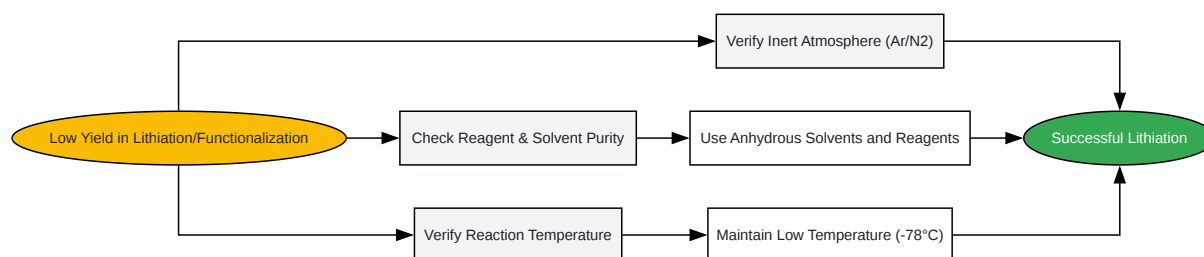 Verify Inert Atmosphere (Ar/N2)
Low Yield in Lithiation/Functionalization
Check Reagent & Solvent Purity
Use Anhydrous Solvents and Reagents
Successful Lithiation
Verify Reaction Temperature
Maintain Low Temperature (-78°C)